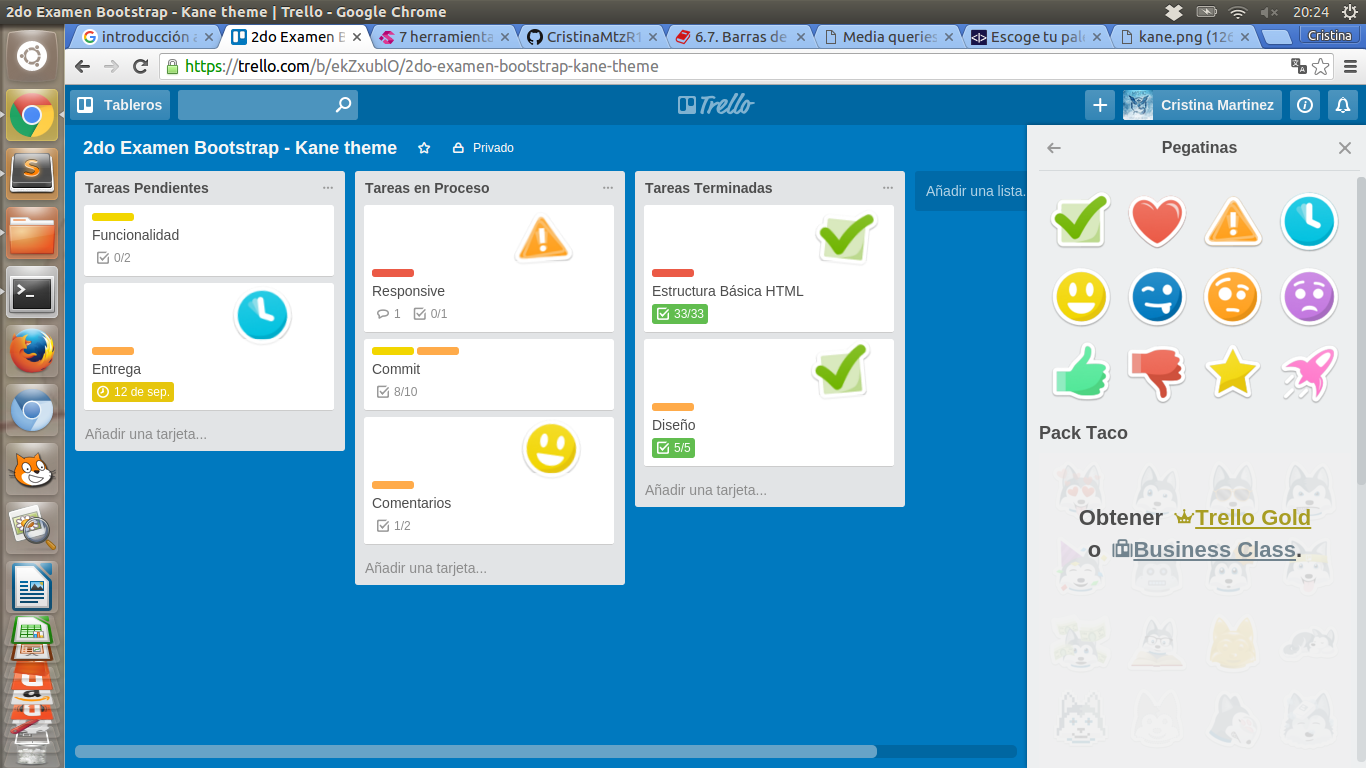 2do Examen Bootstrap - Kane theme | Trello - Google Chrome
20:24
introducción a
2do Examen B
7 herramienta
CristinaMtzR1
6.7. Barras de
Media queries
Escoge tu pale
kane.png (126
Cristina
https://trello.com/b/ekZxublO/2do-examen-bootstrap-kane-theme
Tableros
Trello
Cristina Martinez
2do Examen Bootstrap - Kane theme
Privado
Tareas Pendientes
Funcionalidad
0/2
Entrega
12 de sep.
Añadir una tarjeta...
Tareas en Proceso
Responsive
1
0/1
Commit
8/10
Comentarios
1/2
Añadir una tarjeta...
Tareas Terminadas
Estructura Básica HTML
33/33
Diseño
5/5
Añadir una tarjeta...
Añadir una lista.
Pegatinas
Pack Taco
Obtener Trello Gold
o Business Class.